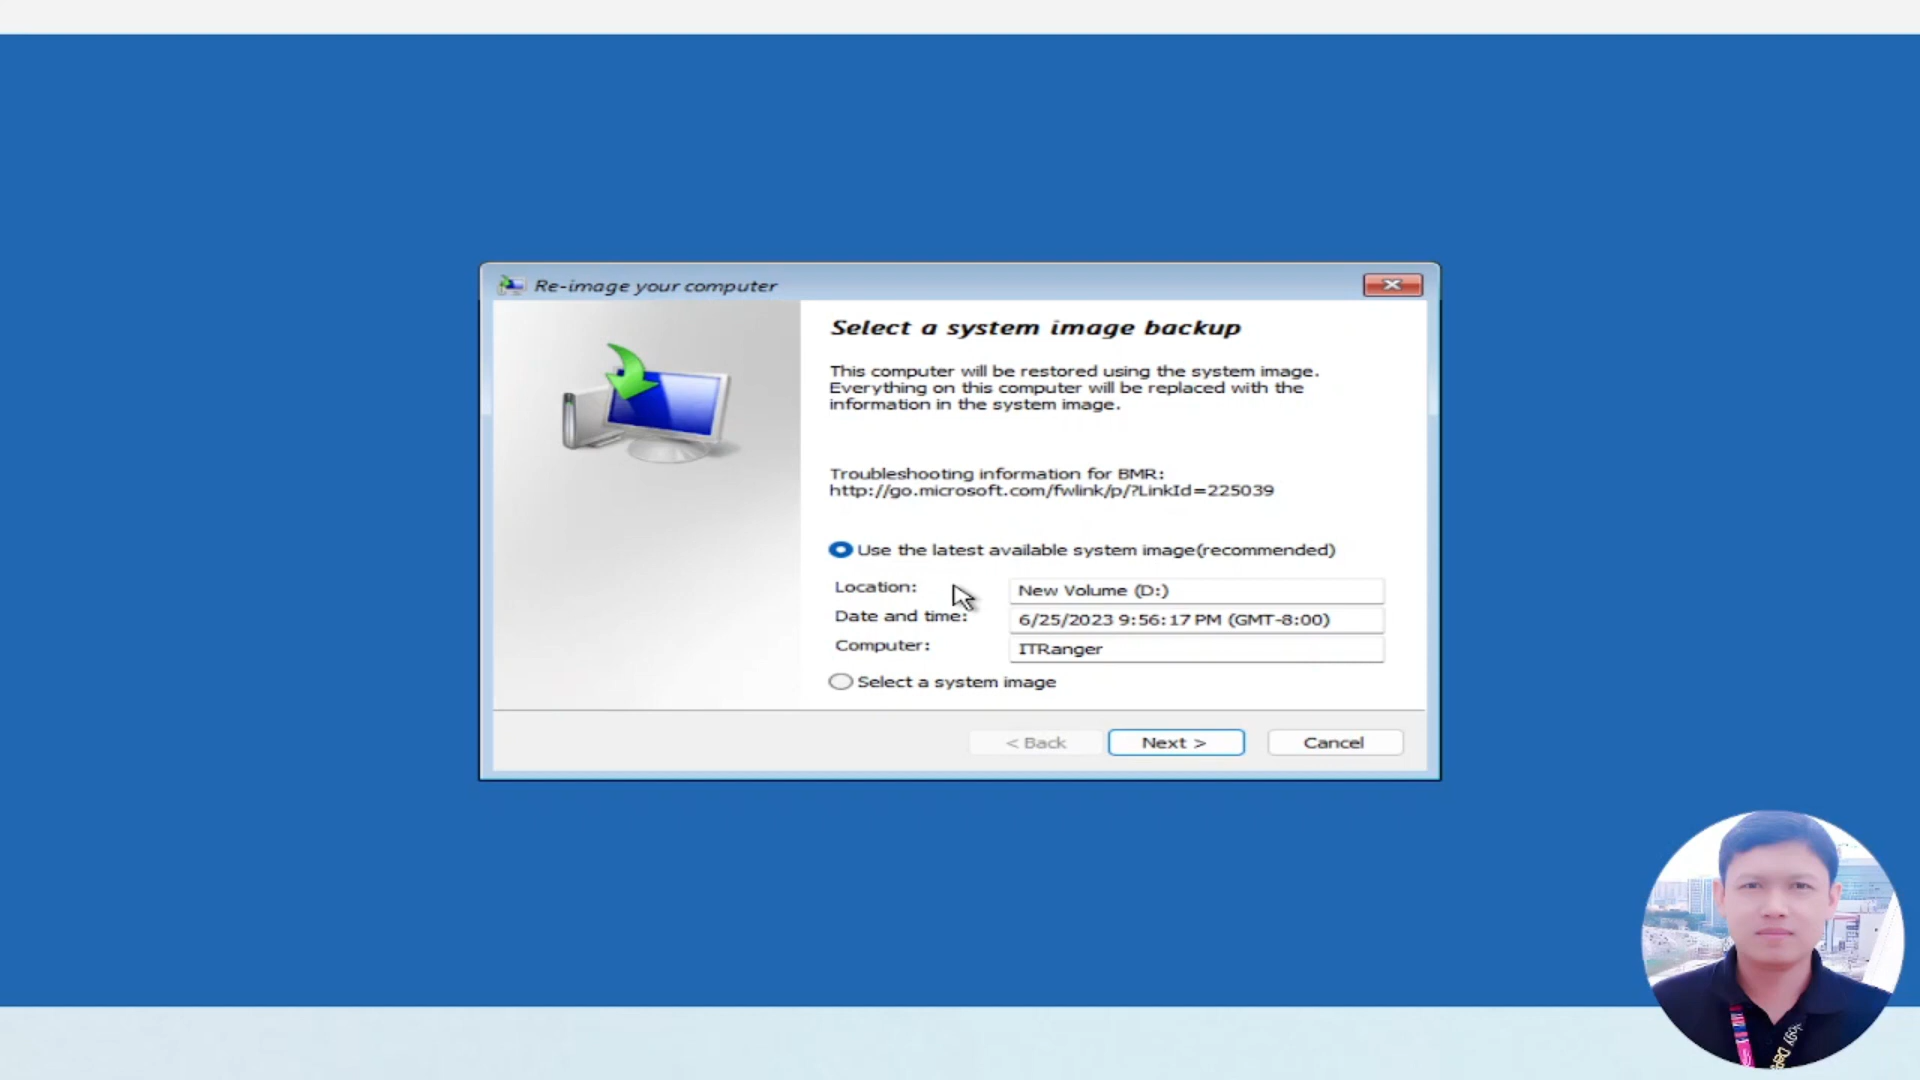 Re-image your computer
Select a system image backup
This computer will be restored using the system image.
Everything on this computer will be replaced with the
information in the system image.
Troubleshooting information for BMR:
http://go.microsoft.com/fwlink/p/?LinkId=225039
Use the latest available system image(recommended)
Location: New Volume (D:)
Date and time: 6/25/2023 9:56:17 PM (GMT-8:00)
Computer: ITRanger
Select a system image
< Back Next > Cancel